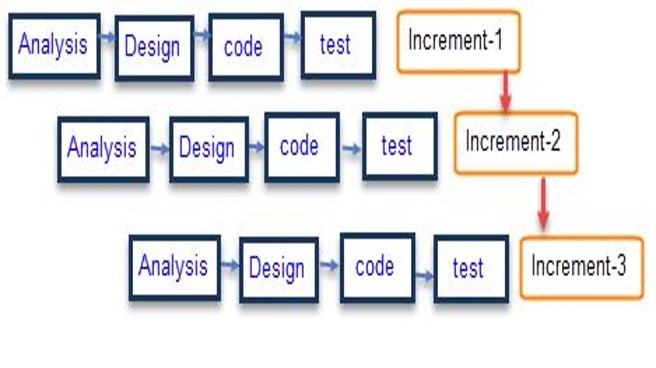 Analysis Design code test Increment-1
Analysis Design code test Increment-2
Analysis Design code test Increment-3